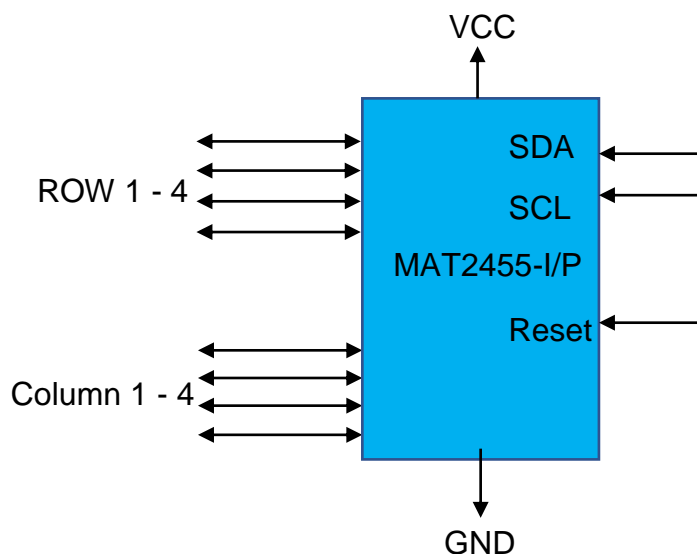 VCC
SDA
ROW 1 - 4
SCL
MAT2455-I/P
Reset
Column 1 - 4
GND